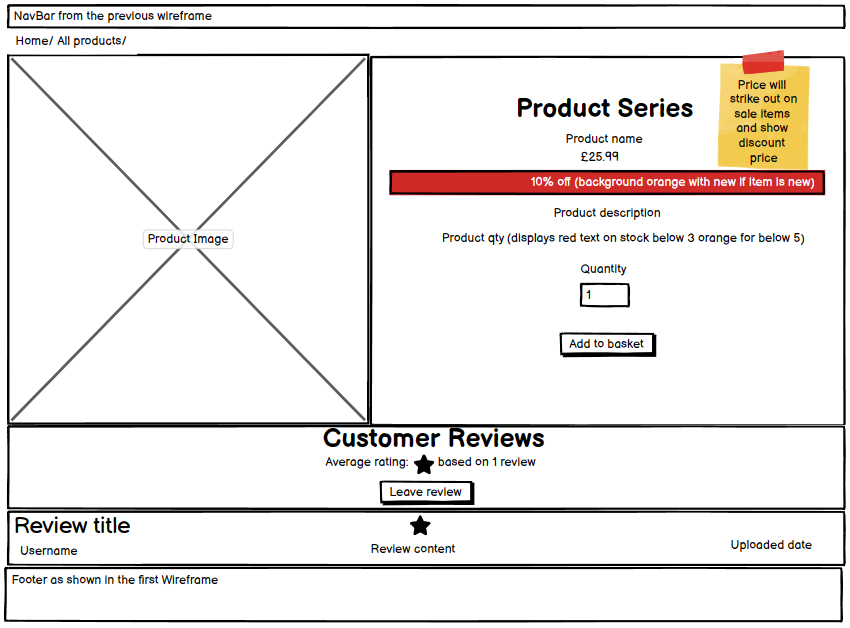 NavBar from the previous wireframe
Home/ All products/
Price will
strike out on
sale items
and show
discount
price
Product Series
Product name
£25.99
10% off (background orange with new if item is new)
Product description
Product Image
Product qty (displays red text on stock below 3 orange for below 5)
Quantity
1
Add to basket
Customer Reviews
Average rating: based on 1 review
Leave review
Review title
Username
Review content
Uploaded date
Footer as shown in the first Wireframe